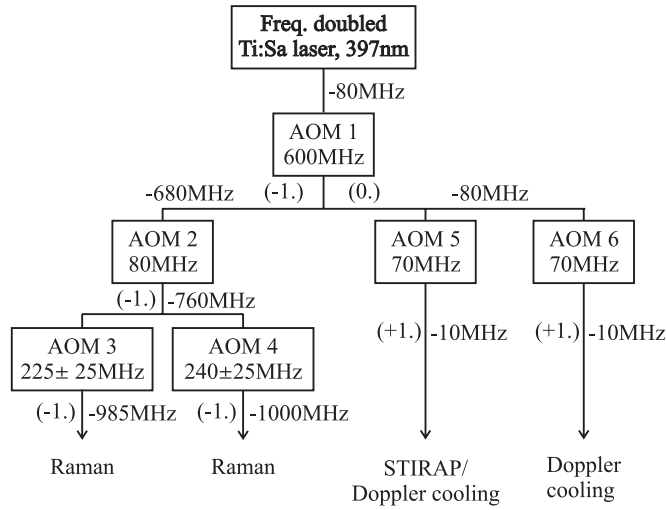 Freq. doubled
Ti:Sa laser, 397nm
-80MHz
AOM 1
600MHz
-680MHz (-1.) (0.) -80MHz
AOM 2
80MHz
AOM 5
70MHz
AOM 6
70MHz
(-1.) -760MHz
(+1.) -10MHz
(+1.) -10MHz
AOM 3
225± 25MHz
AOM 4
240±25MHz
(-1.) -985MHz
(-1.) -1000MHz
Raman
Raman
STIRAP/
Doppler cooling
Doppler
cooling